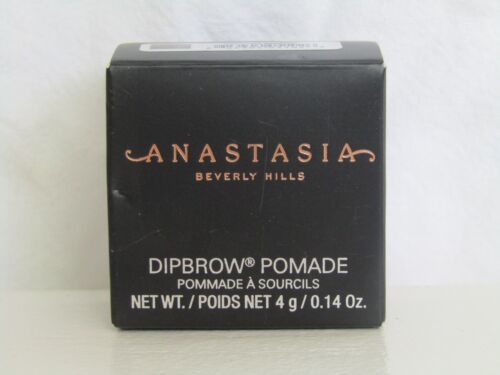 ANASTASIA
BEVERLY HILLS
DIPBROW® POMADE
POMMADE À SOURCILS
NET WT. / POIDS NET 4 g / 0.14 Oz.